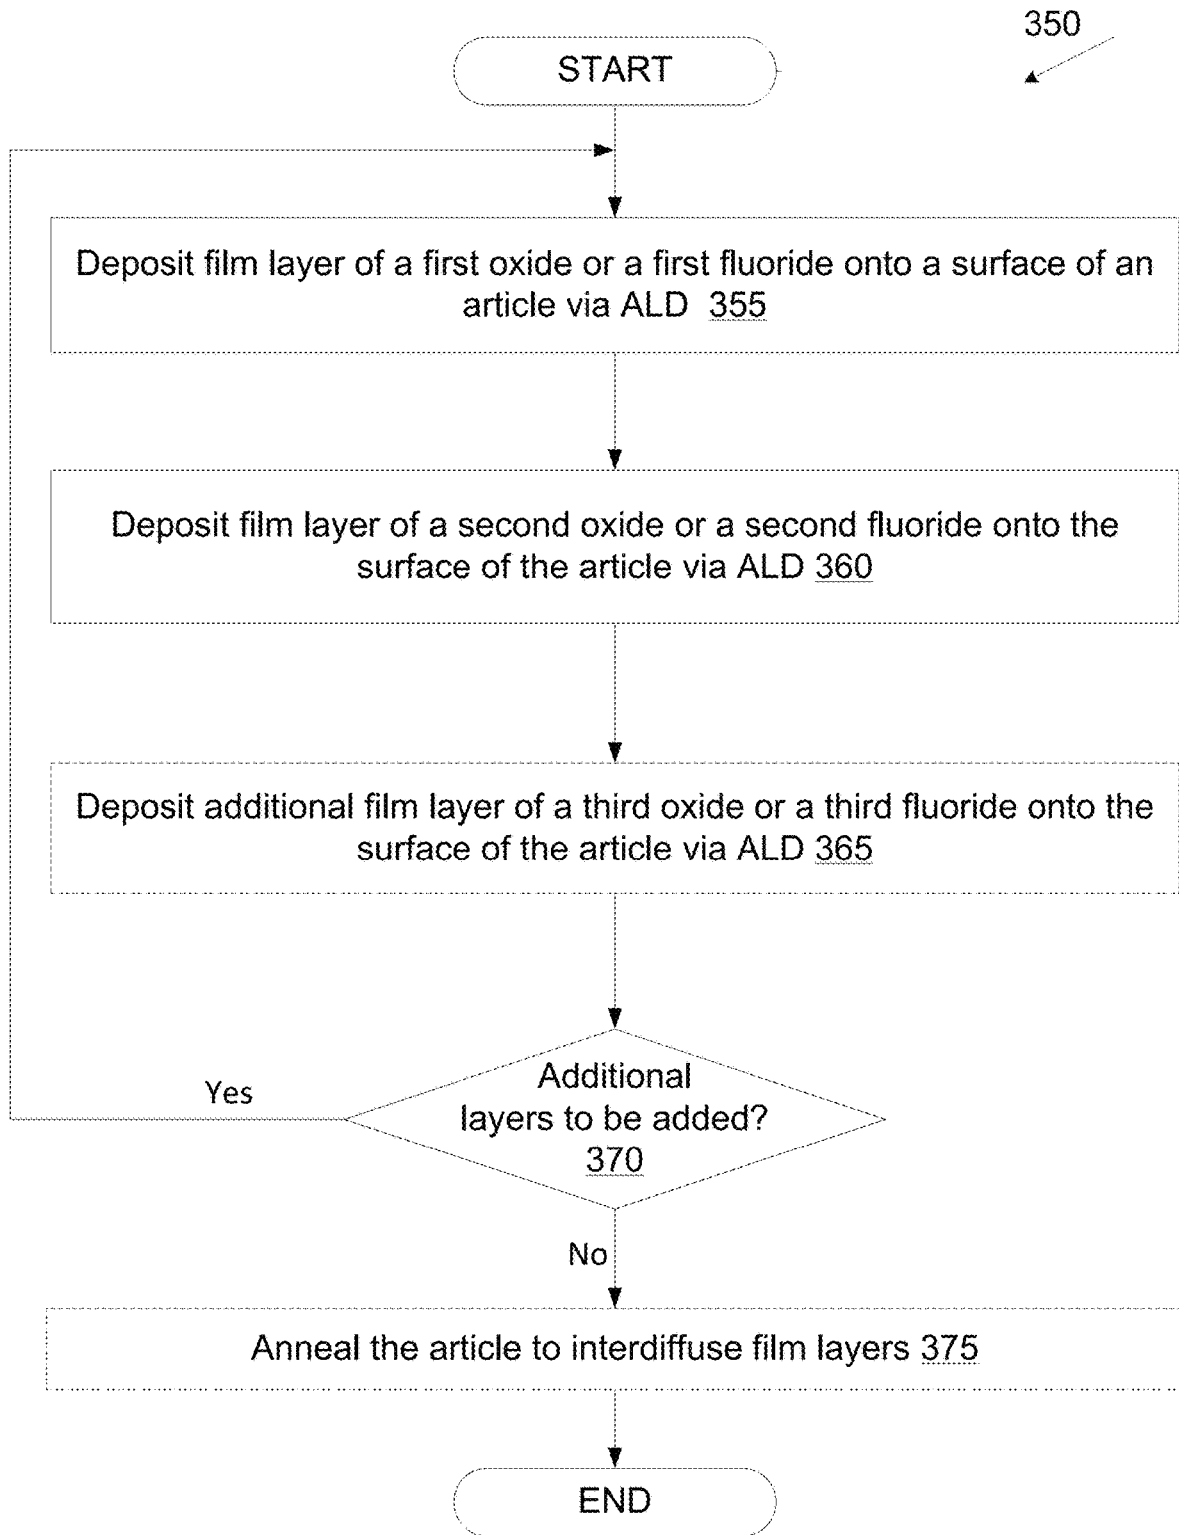 350
START
Deposit film layer of a first oxide or a first fluoride onto a surface of an
article via ALD 355
Deposit film layer of a second oxide or a second fluoride onto the
surface of the article via ALD 360
Deposit additional film layer of a third oxide or a third fluoride onto the
surface of the article via ALD 365
Additional
layers to be added?
370
Yes
No
Anneal the article to interdiffuse film layers 375
END